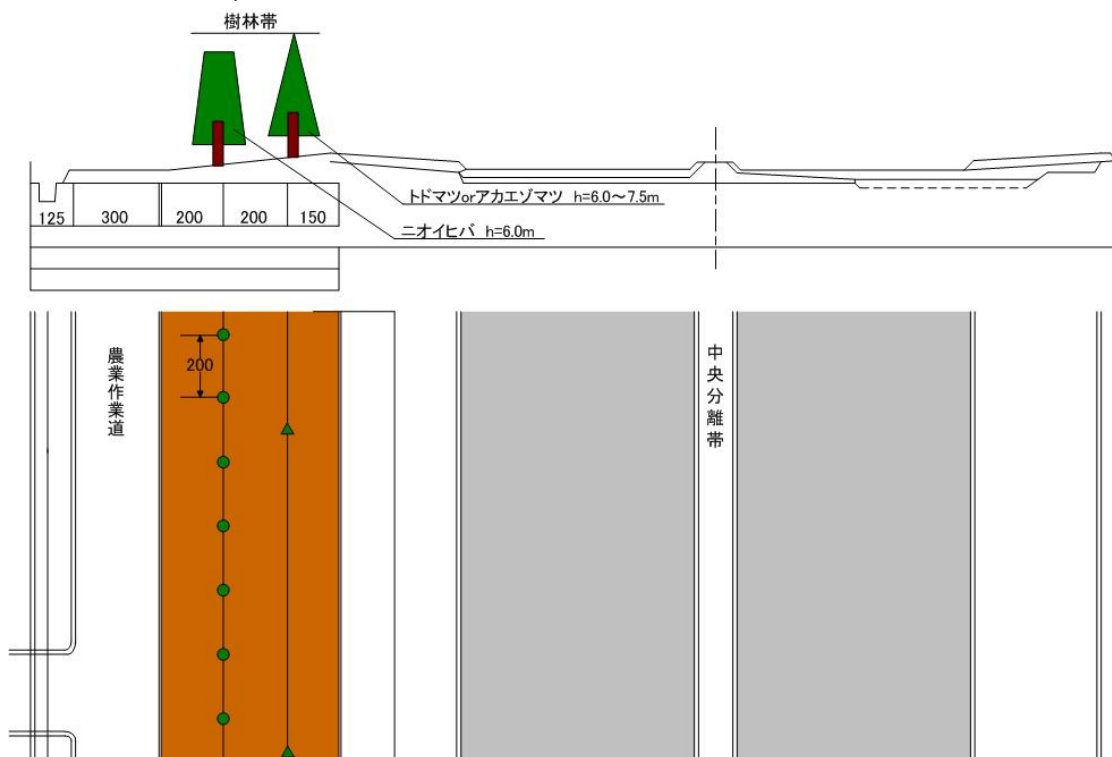 樹林帯
トドマツorアカエゾマツ h=6.0～7.5m
125 300 200 200 150
ニオイヒバ h=6.0m
農業作業道
200
中央分離帯